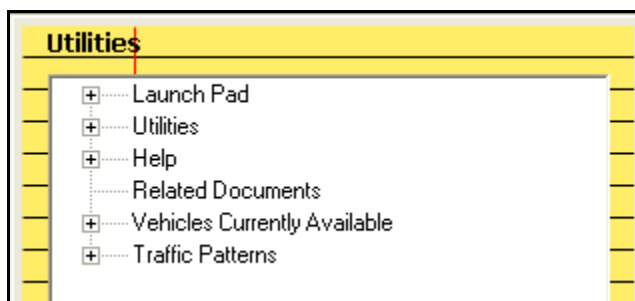 Utilities
Launch Pad
Utilities
Help
Related Documents
Vehicles Currently Available
Traffic Patterns